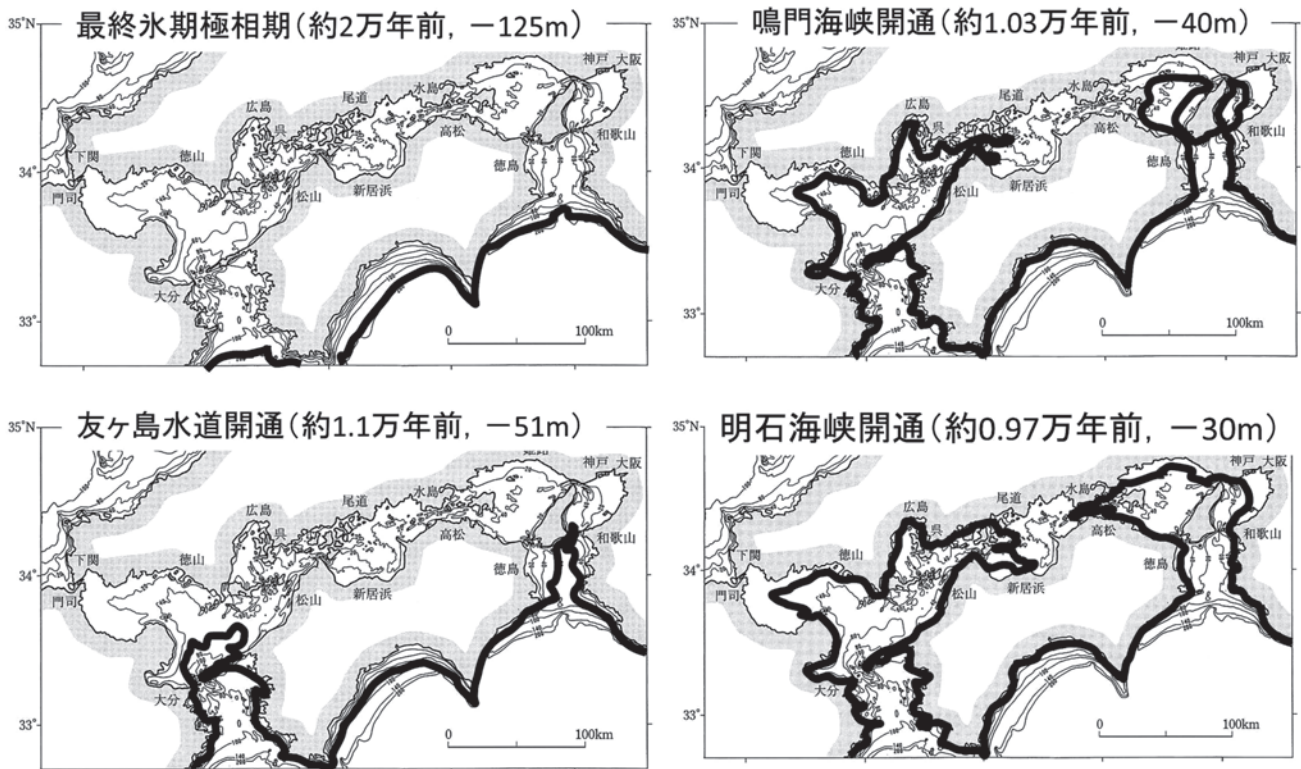 最終氷期極相期(約2万年前, －125m)
35°N
34°
33°
神戸 大阪
水島
尾道
広島
呉
高松
和歌山
下関
徳山
徳島
門司
松山
新居浜
大分
0 100km
鳴門海峡開通(約1.03万年前, －40m)
35°N
34°
33°
神戸 大阪
水島
尾道
広島
呉
高松
和歌山
下関
徳山
徳島
門司
松山
新居浜
大分
0 100km
友ヶ島水道開通(約1.1万年前, －51m)
35°N
34°
33°
神戸 大阪
水島
尾道
広島
呉
高松
和歌山
下関
徳山
徳島
門司
松山
新居浜
大分
0 100km
明石海峡開通(約0.97万年前, －30m)
35°N
34°
33°
神戸 大阪
水島
尾道
広島
呉
高松
和歌山
下関
徳山
徳島
門司
松山
新居浜
大分
0 100km